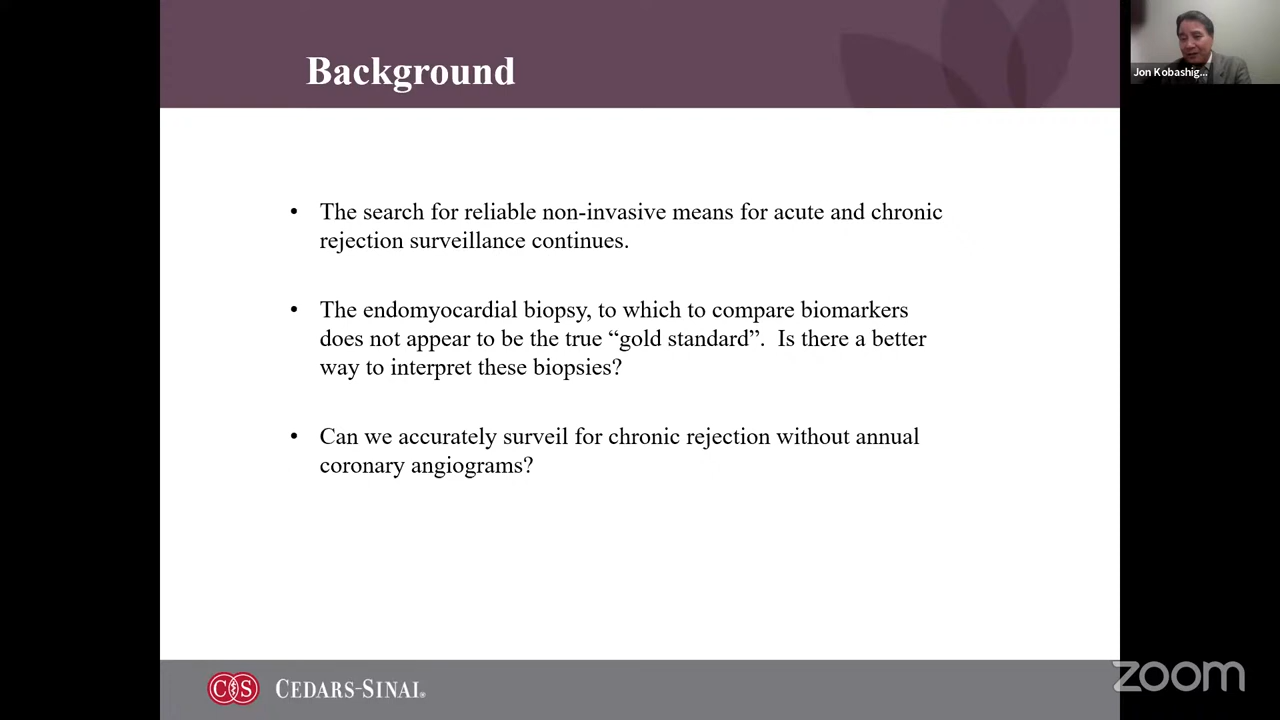 Background
Jon Kobashig...
• The search for reliable non-invasive means for acute and chronic
rejection surveillance continues.
• The endomyocardial biopsy, to which to compare biomarkers
does not appear to be the true “gold standard”.  Is there a better
way to interpret these biopsies?
• Can we accurately surveil for chronic rejection without annual
coronary angiograms?
CS CEDARS-SINAI®
zoom